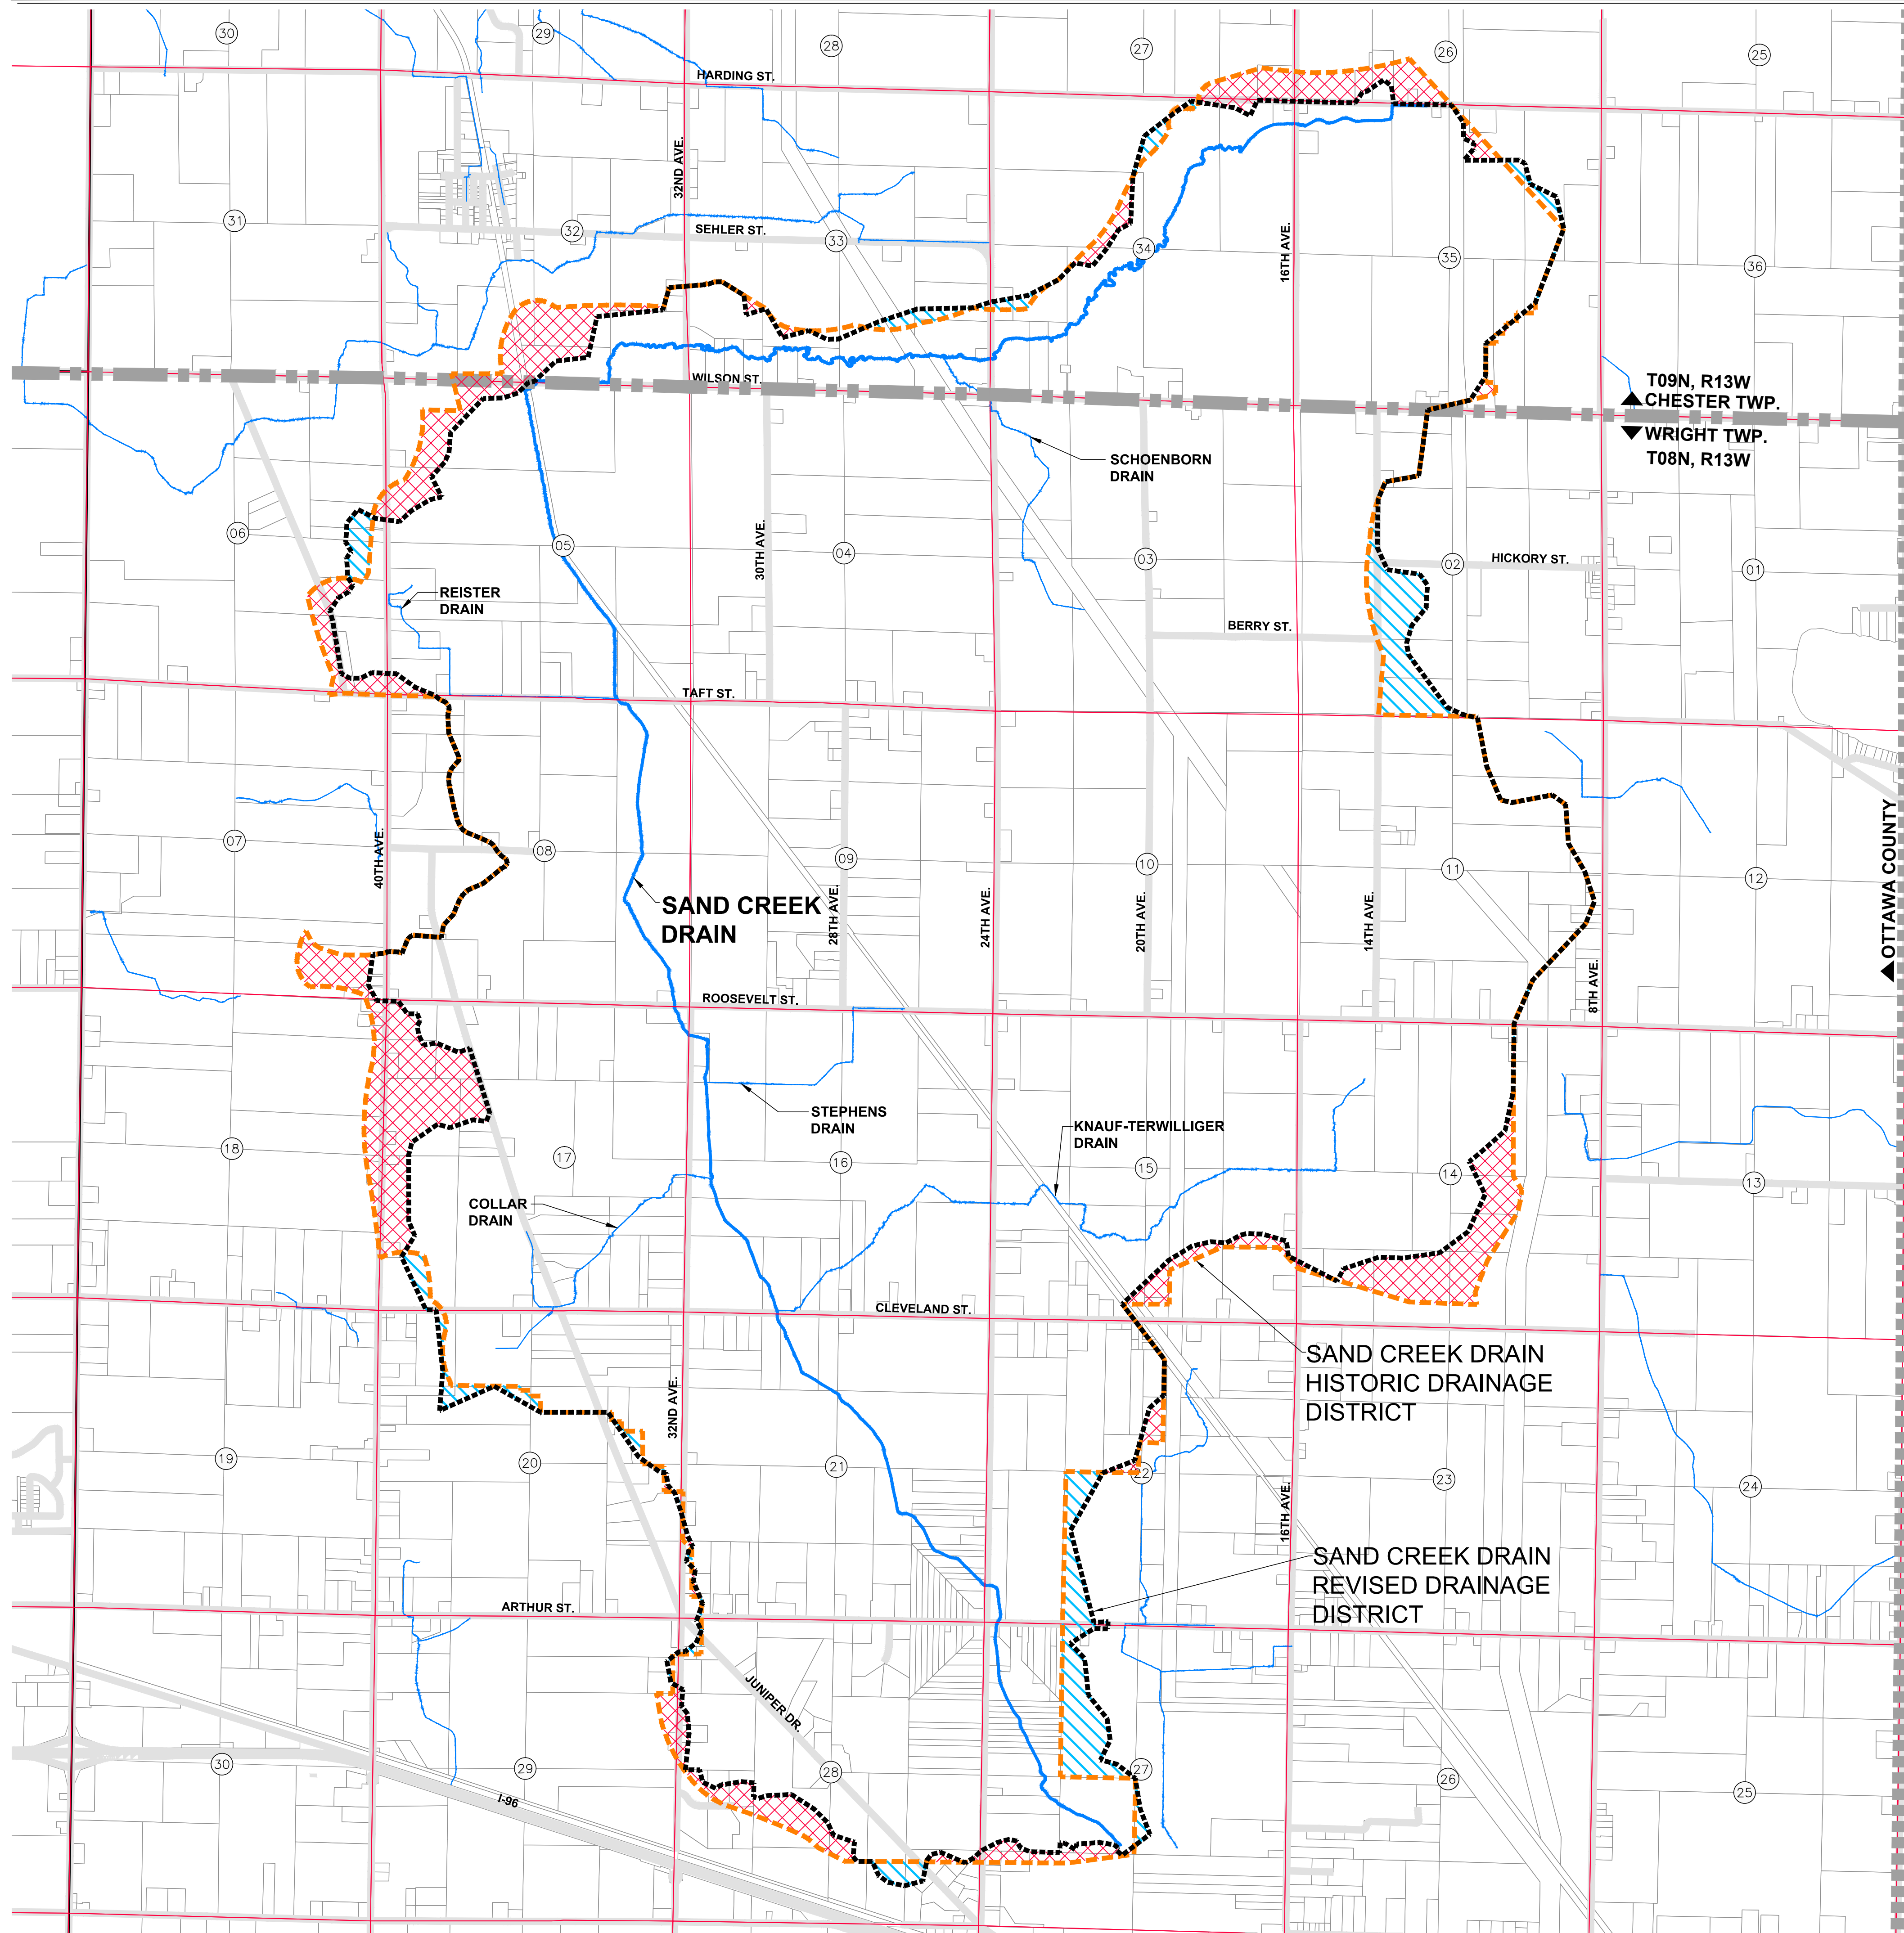 30
29
28
27
26
25
HARDING ST.
32ND AVE.
31
32
SEHLER ST.
33
34
16TH AVE.
35
36
WILSON ST.
T09N, R13W
CHESTER TWP.
WRIGHT TWP.
T08N, R13W
SCHOENBORN
DRAIN
06
05
30TH AVE.
04
03
02
HICKORY ST.
01
REISTER
DRAIN
BERRY ST.
TAFT ST.
07
40TH AVE.
08
09
10
11
12
SAND CREEK
DRAIN
28TH AVE.
24TH AVE.
20TH AVE.
14TH AVE.
8TH AVE.
OTTAWA COUNTY
ROOSEVELT ST.
STEPHENS
DRAIN
KNAUF-TERWILLIGER
DRAIN
18
17
16
15
14
13
COLLAR
DRAIN
CLEVELAND ST.
SAND CREEK DRAIN
HISTORIC DRAINAGE
DISTRICT
32ND AVE.
19
20
21
22
23
24
16TH AVE.
SAND CREEK DRAIN
REVISED DRAINAGE
DISTRICT
ARTHUR ST.
JUNIPER DR.
30
29
28
27
26
25
I-96